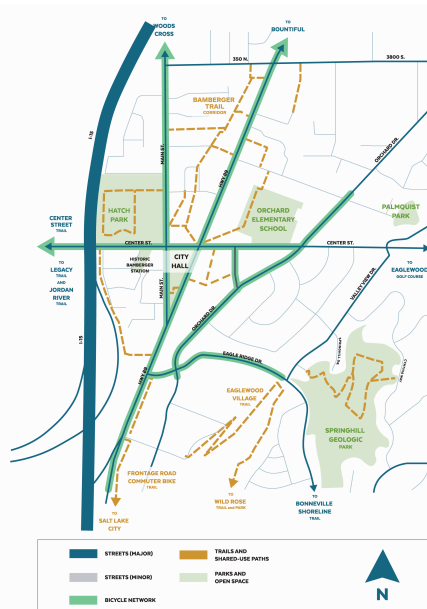 TO
WOODS
CROSS
TO
BOUNTIFUL
350 N.
3800 S.
I-15
BAMBERGER
TRAIL
CORRIDOR
MAIN ST.
HWY 89
ORCHARD DR.
HATCH
PARK
ORCHARD
ELEMENTARY
SCHOOL
PALMQUIST
PARK
CENTER
STREET
TRAIL
CENTER ST.
CITY
HALL
CENTER ST.
HISTORIC
BAMBERGER
STATION
TO
LEGACY
TRAIL
AND
JORDAN
RIVER
TRAIL
TO
EAGLEWOOD
GOLF COURSE
MAIN ST.
VALLEY VIEW DR.
ORCHARD DR.
I-15
HWY 89
EAGLE RIDGE DR.
EAGLEWOOD
VILLAGE
TRAIL
SPRINGHILL
GEOLOGIC
PARK
FRONTAGE ROAD
COMMUTER BIKE
TRAIL
TO
SALT LAKE
CITY
TO
WILD ROSE
TRAIL and PARK
TO
BONNEVILLE
SHORELINE
TRAIL
STREETS (MAJOR)
TRAILS AND
SHARED-USE PATHS
STREETS (MINOR)
PARKS AND
OPEN SPACE
BICYCLE NETWORK
N